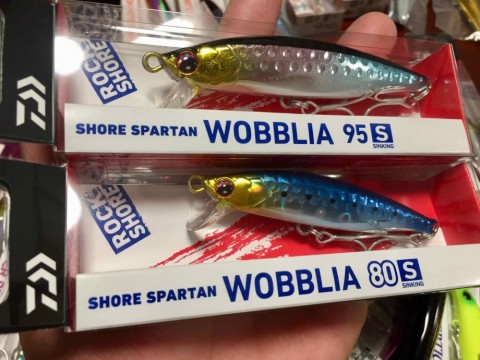 ROCK
SHORE
SHORE SPARTAN WOBBLIA 95 S
SINKING
ROCK
SHORE
SHORE SPARTAN WOBBLIA 80 S
SINKING